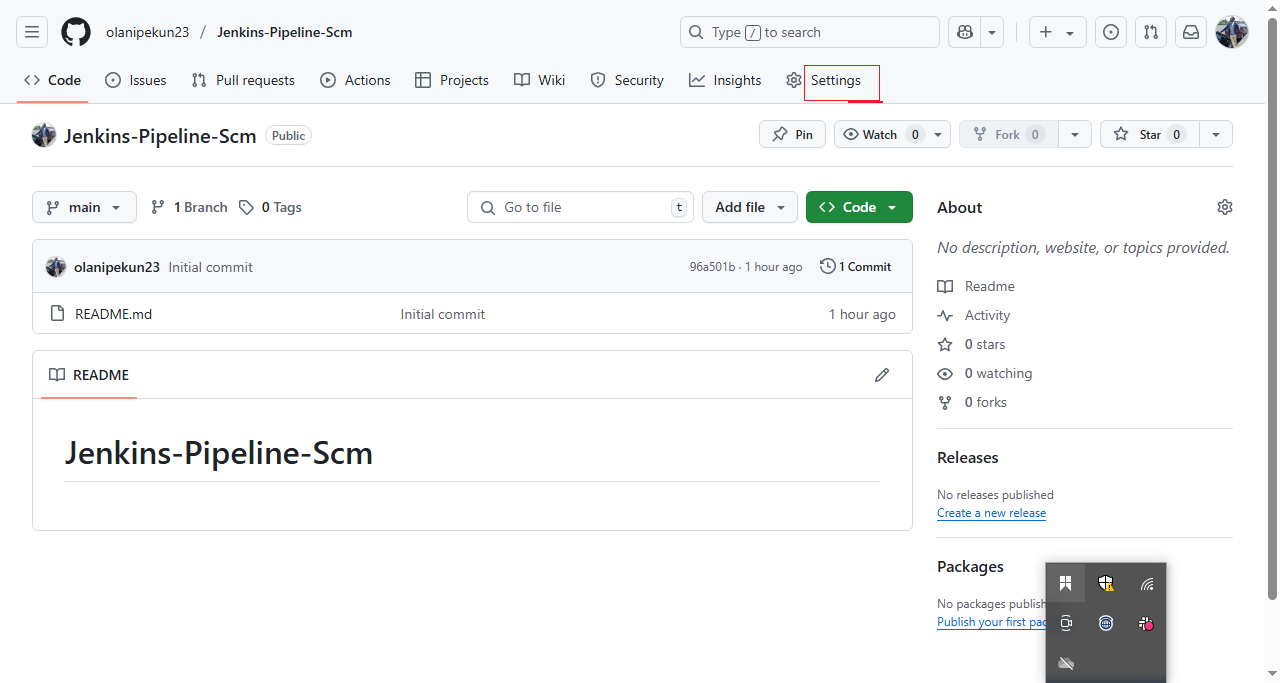 olanipekun23 / Jenkins-Pipeline-Scm
Type / to search
Code Issues Pull requests Actions Projects Wiki Security Insights Settings
Jenkins-Pipeline-Scm Public
Pin Watch 0 Fork 0 Star 0
main 1 Branch 0 Tags
Go to file t Add file Code
olanipekun23 Initial commit 96a501b · 1 hour ago 1 Commit
README.md Initial commit 1 hour ago
README
Jenkins-Pipeline-Scm
About
No description, website, or topics provided.
Readme
Activity
0 stars
0 watching
0 forks
Releases
No releases published
Create a new release
Packages
No packages publish
Publish your first pac